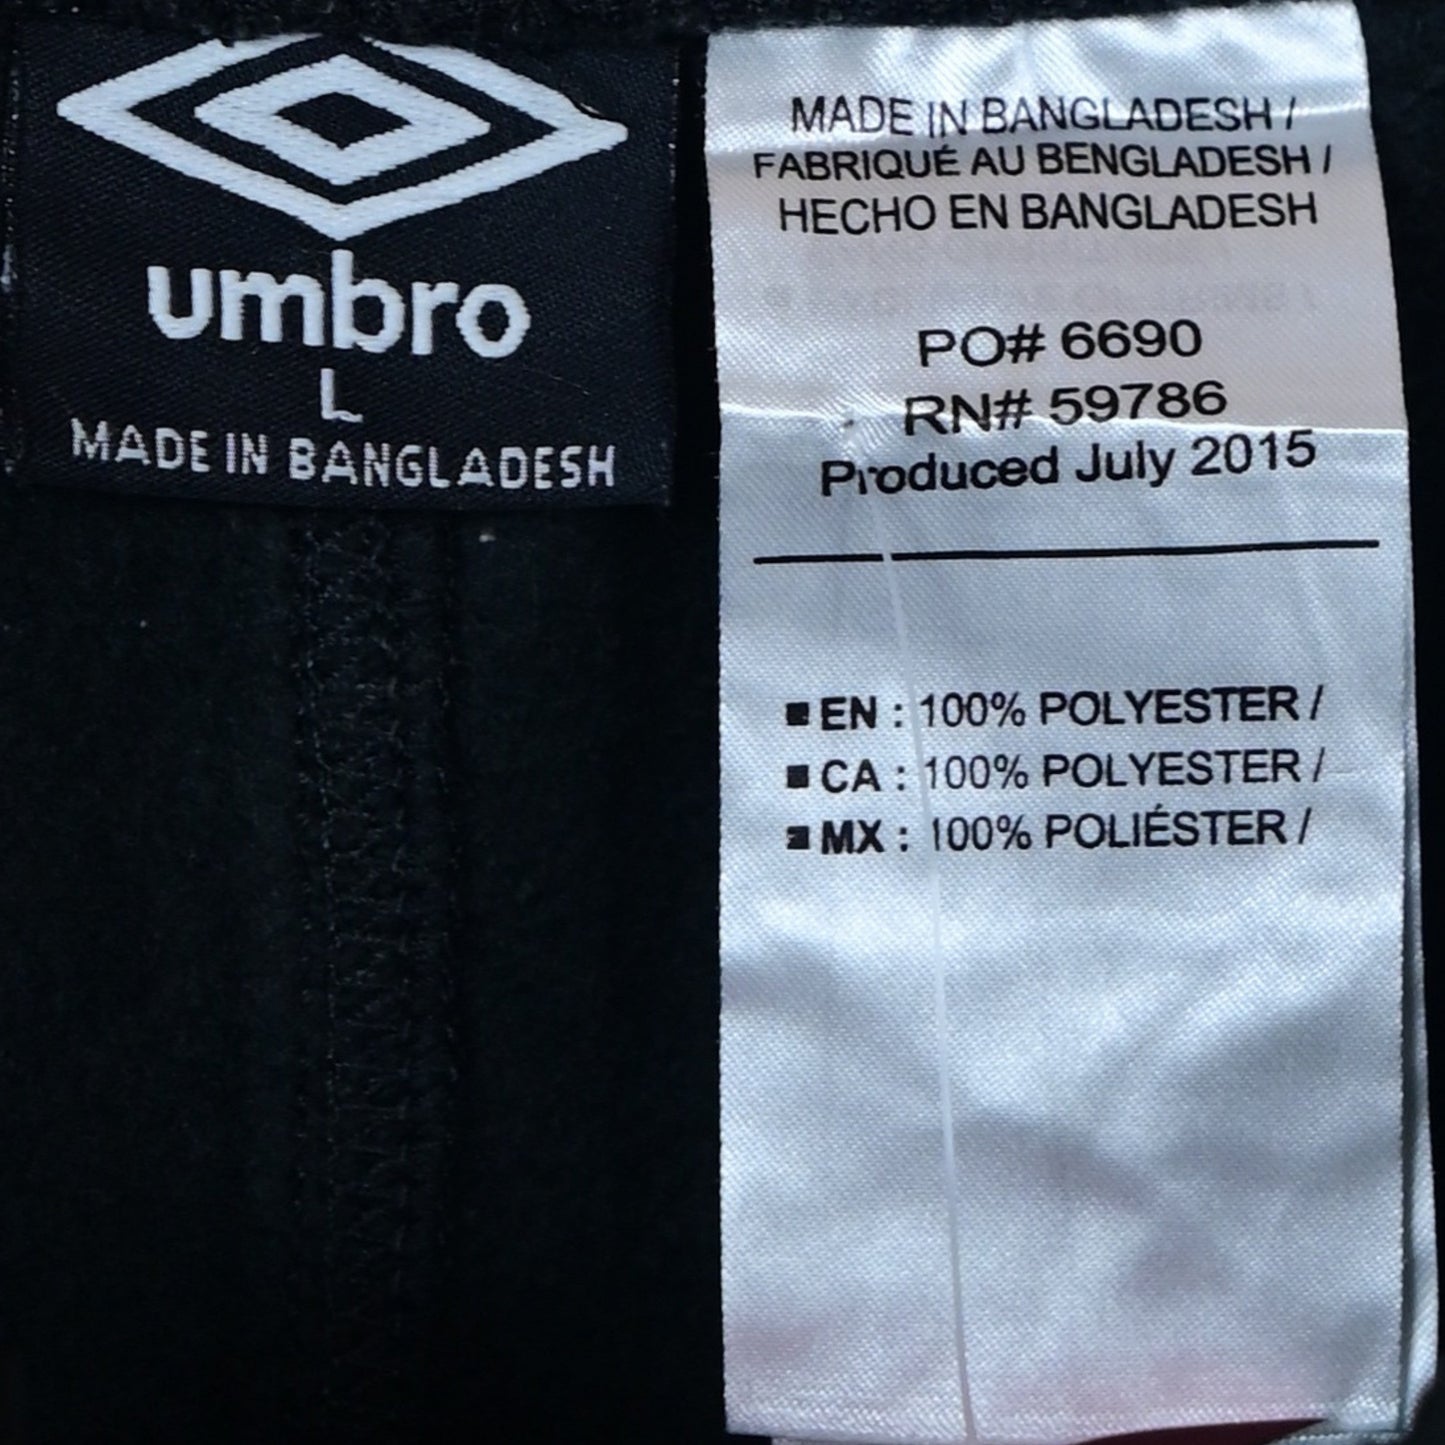 umbro
L
MADE IN BANGLADESH
MADE IN BANGLADESH /
FABRIQUÉ AU BENGLADESH /
HECHO EN BANGLADESH
PO# 6690
RN# 59786
Produced July 2015
■ EN : 100% POLYESTER /
■ CA : 100% POLYESTER /
■ MX : 100% POLIÉSTER /